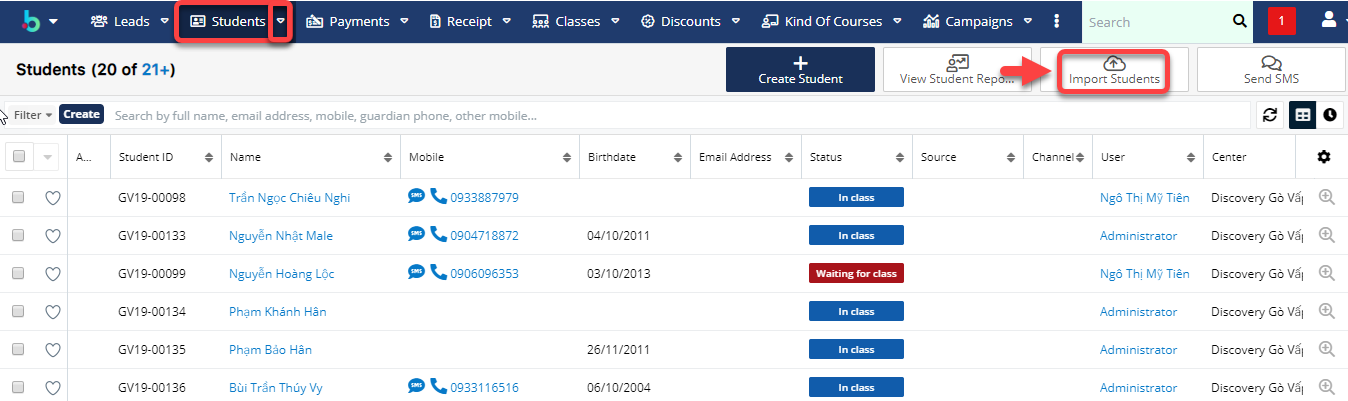 Leads Students Payments Receipt Classes Discounts Kind Of Courses Campaigns Search 1
Students (20 of 21+) Create Student View Student Repo... Import Students Send SMS
Filter Create Search by full name, email address, mobile, guardian phone, other mobile...
A... Student ID Name Mobile Birthdate Email Address Status Source Channel User Center
GV19-00098 Trần Ngọc Chiêu Nghi SMS 0933887979 In class Ngô Thị Mỹ Tiên Discovery Gò Vấp
GV19-00133 Nguyễn Nhật Male SMS 0904718872 04/10/2011 In class Administrator Discovery Gò Vấp
GV19-00099 Nguyễn Hoàng Lộc SMS 0906096353 03/10/2013 Waiting for class Ngô Thị Mỹ Tiên Discovery Gò Vấp
GV19-00134 Phạm Khánh Hân In class Administrator Discovery Gò Vấp
GV19-00135 Phạm Bảo Hân 26/11/2011 In class Administrator Discovery Gò Vấp
GV19-00136 Bùi Trần Thúy Vy SMS 0933116516 06/10/2004 In class Administrator Discovery Gò Vấp